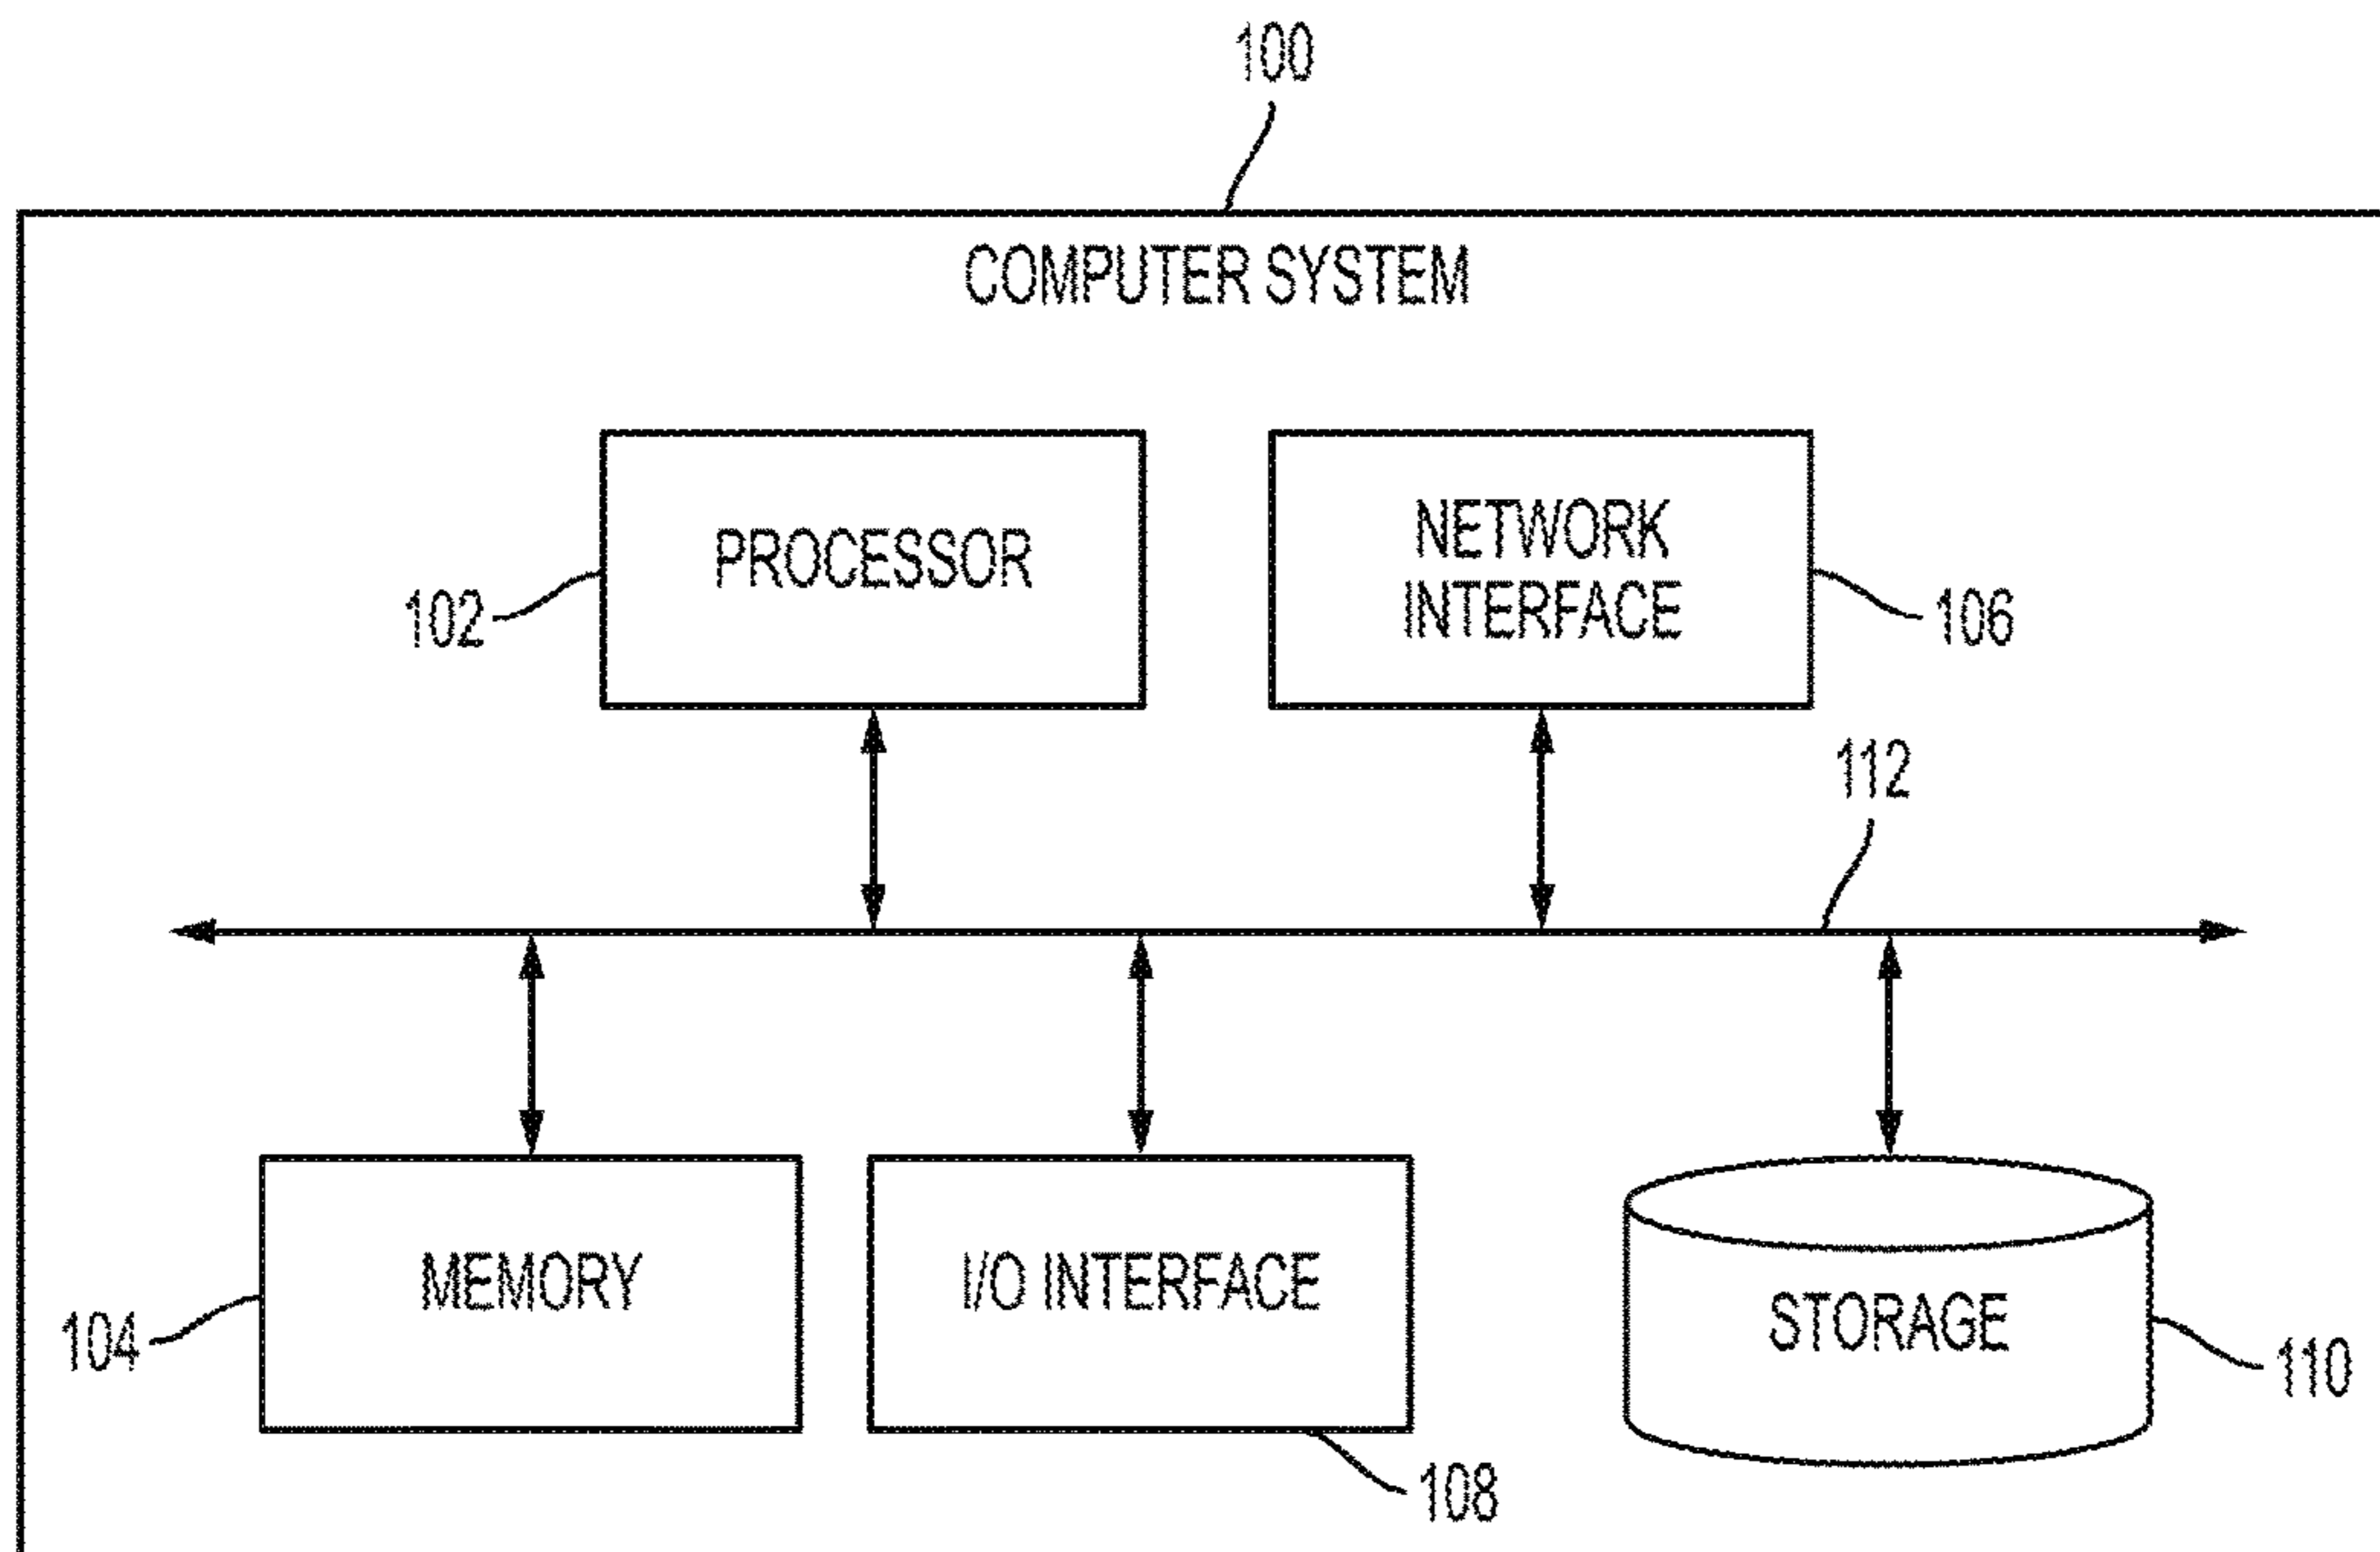 100
COMPUTER SYSTEM
PROCESSOR
NETWORK
INTERFACE
102
106
112
MEMORY
I/O INTERFACE
STORAGE
104
110
108